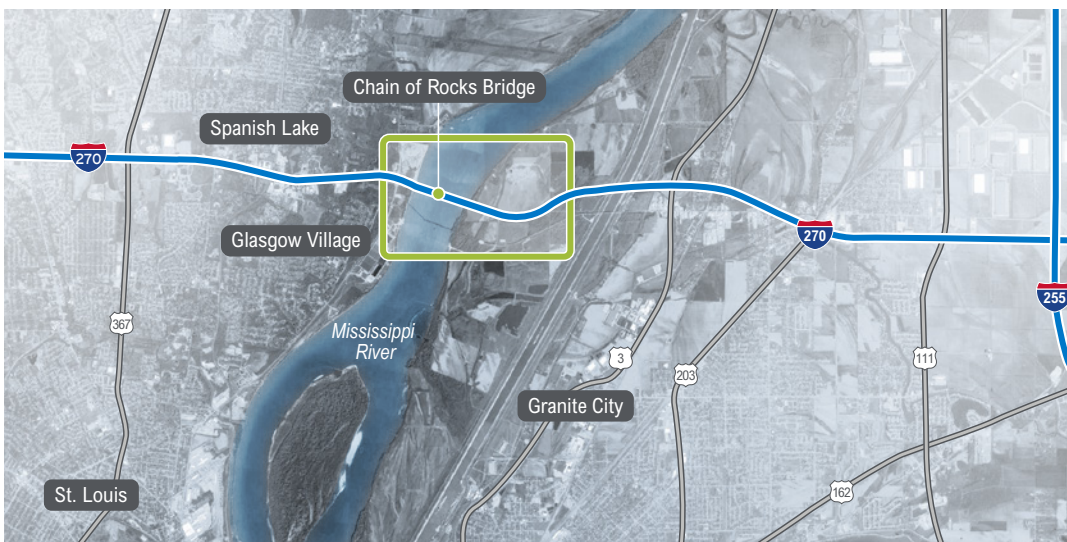 Chain of Rocks Bridge
Spanish Lake
270
Glasgow Village
270
255
367
Mississippi
River
3
203
111
Granite City
St. Louis
162